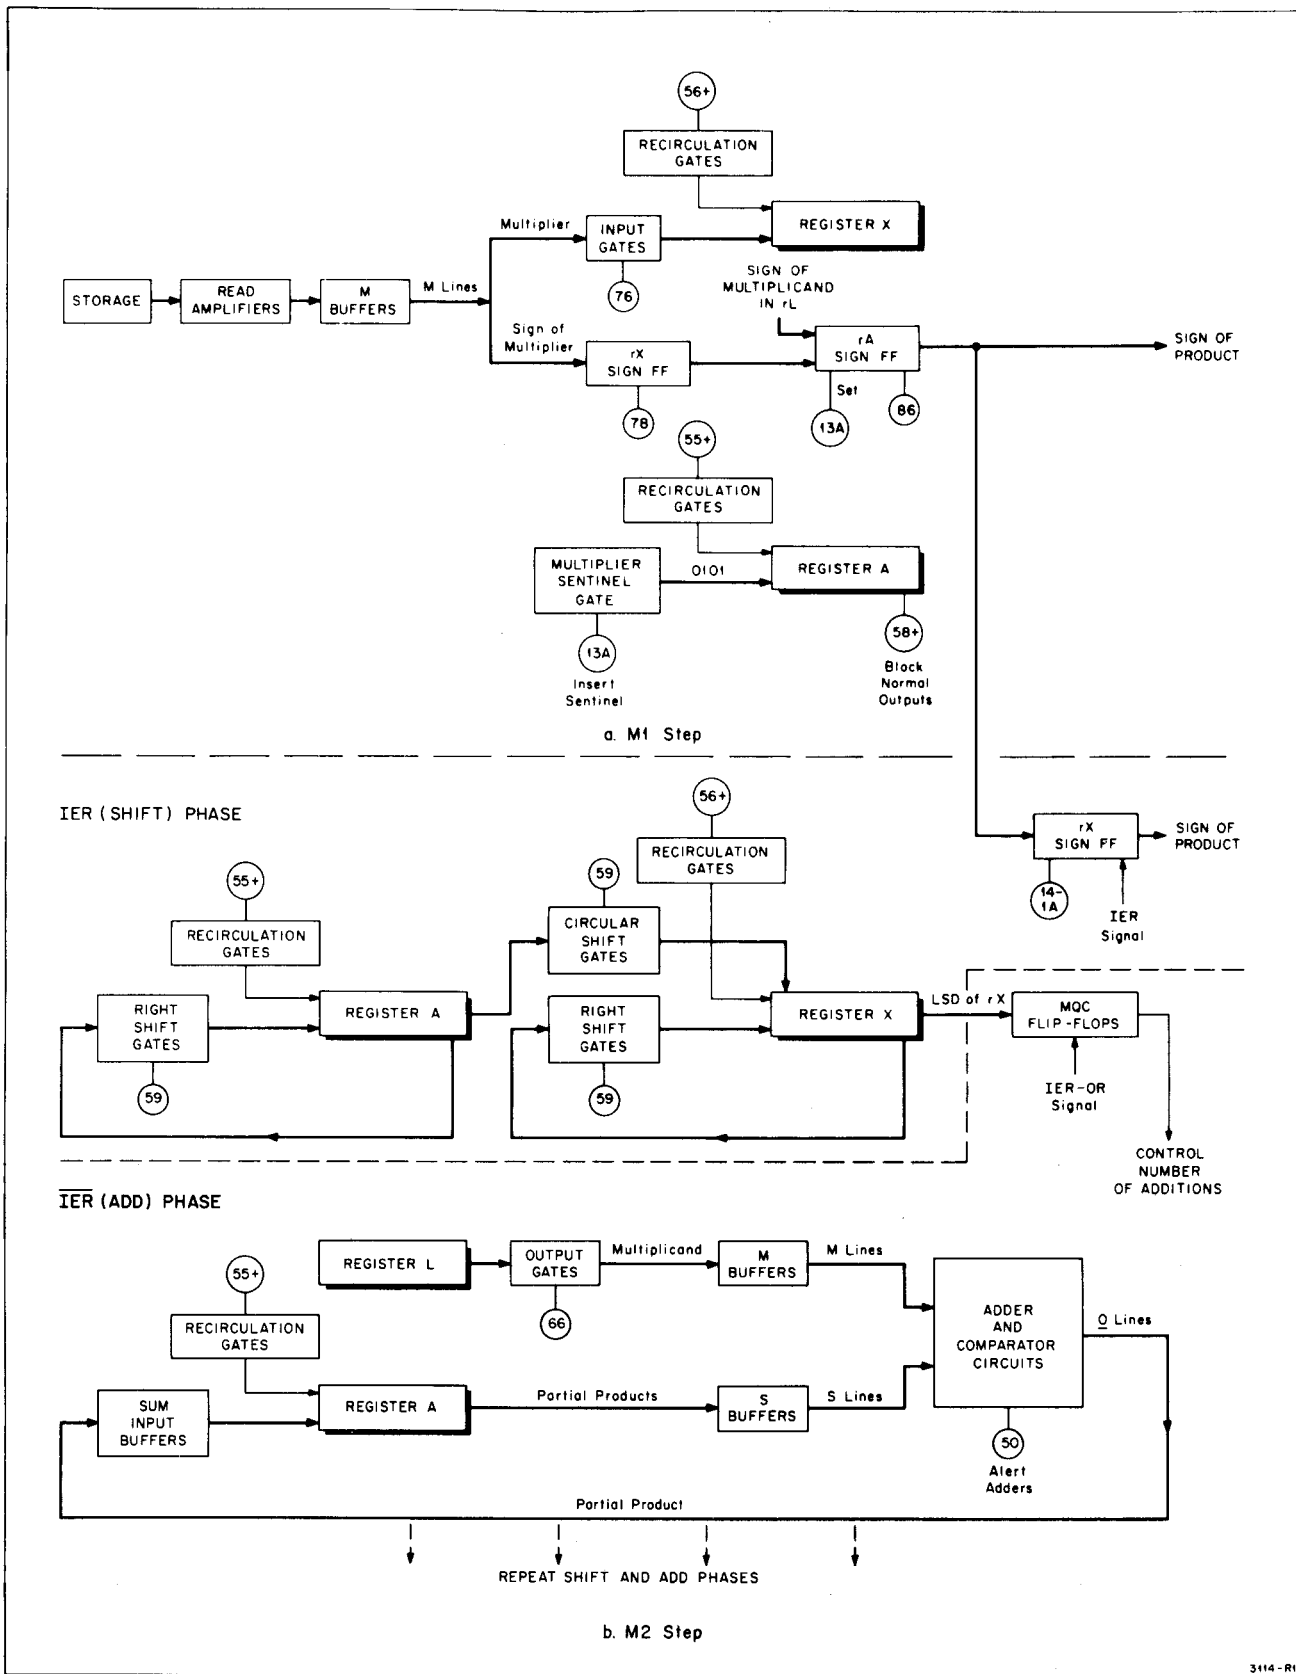 56+
RECIRCULATION
GATES
REGISTER X
Multiplier
INPUT
GATES
76
SIGN OF
MULTIPLICAND
IN rL
STORAGE
READ
AMPLIFIERS
M
BUFFERS
M Lines
Sign of
Multiplier
rX
SIGN FF
78
rA
SIGN FF
Set
13A
86
SIGN OF
PRODUCT
55+
RECIRCULATION
GATES
MULTIPLIER
SENTINEL
GATE
0101
REGISTER A
13A
Insert
Sentinel
58+
Block
Normal
Outputs
a. M1 Step
IER (SHIFT) PHASE
55+
RECIRCULATION
GATES
RIGHT
SHIFT
GATES
59
REGISTER A
59
CIRCULAR
SHIFT
GATES
RIGHT
SHIFT
GATES
59
56+
RECIRCULATION
GATES
REGISTER X
rX
SIGN FF
SIGN OF
PRODUCT
14-
1A
IER
Signal
LSD of rX
MQC
FLIP-FLOPS
IER-OR
Signal
CONTROL
NUMBER
OF ADDITIONS
IER (ADD) PHASE
REGISTER L
OUTPUT
GATES
66
Multiplicand
M
BUFFERS
M Lines
55+
RECIRCULATION
GATES
SUM
INPUT
BUFFERS
REGISTER A
Partial Products
S
BUFFERS
S Lines
ADDER
AND
COMPARATOR
CIRCUITS
O Lines
50
Alert
Adders
Partial Product
REPEAT SHIFT AND ADD PHASES
b. M2 Step
3114-R1